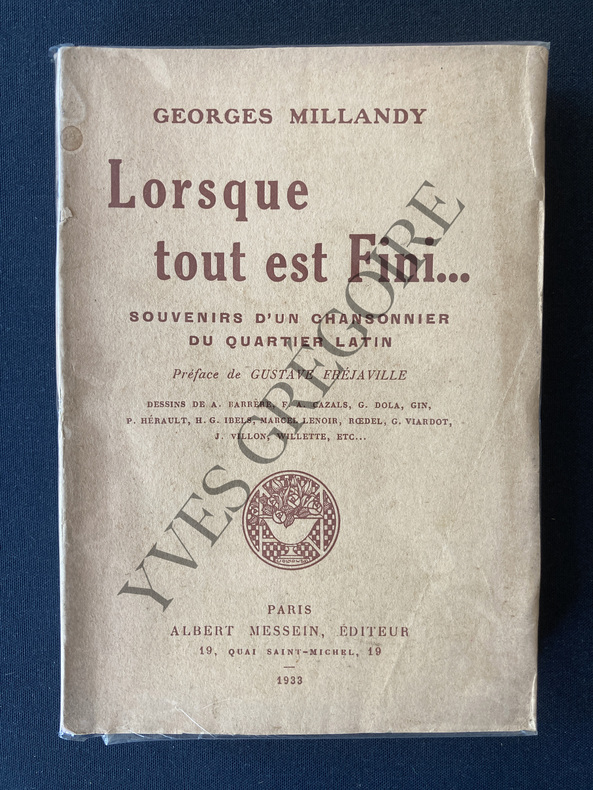 GEORGES MILLANDY
Lorsque
tout est Fini...
SOUVENIRS D'UN CHANSONNIER
DU QUARTIER LATIN
Préface de GUSTAVE FRÉJAVILLE
DESSINS DE A. BARRÈRE, F. A. CAZALS, G. DOLA, GIN,
P. HÉRAULT, H. G. IBELS, MARCEL LENOIR, RŒDEL, G. VIARDOT,
J. VILLON, WILLETTE, ETC...
PARIS
ALBERT MESSEIN, ÉDITEUR
19, QUAI SAINT-MICHEL, 19
1933
YVES GREGOIRE